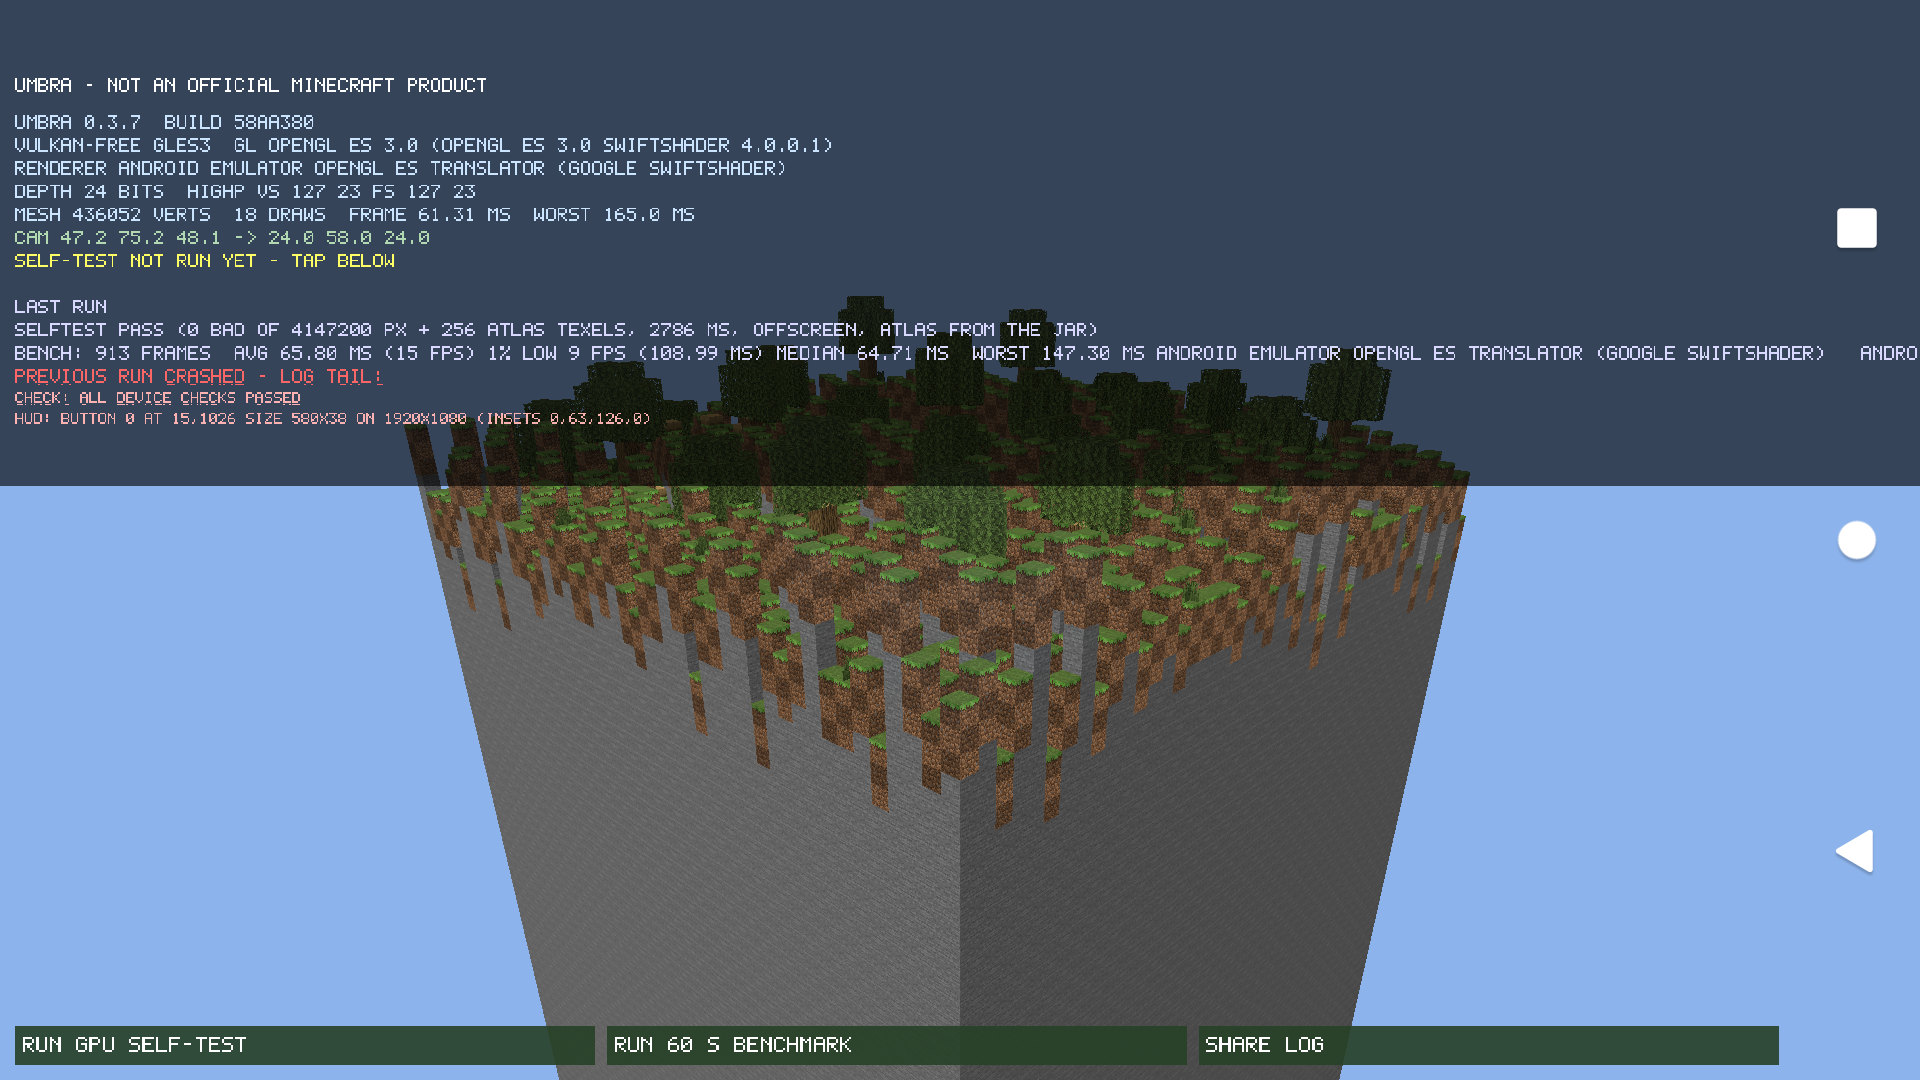 UMBRA - NOT AN OFFICIAL MINECRAFT PRODUCT
UMBRA 0.3.7 BUILD 58AA380
VULKAN-FREE GLES3 GL OPENGL ES 3.0 (OPENGL ES 3.0 SWIFTSHADER 4.0.0.1)
RENDERER ANDROID EMULATOR OPENGL ES TRANSLATOR (GOOGLE SWIFTSHADER)
DEPTH 24 BITS HIGHP VS 127 23 FS 127 23
MESH 436052 VERTS 18 DRAWS FRAME 61.31 MS WORST 165.0 MS
CAM 47.2 75.2 48.1 -> 24.0 58.0 24.0
SELF-TEST NOT RUN YET - TAP BELOW
LAST RUN
SELFTEST PASS (0 BAD OF 4147200 PX + 256 ATLAS TEXELS, 2786 MS, OFFSCREEN, ATLAS FROM THE JAR)
BENCH: 913 FRAMES AVG 65.80 MS (15 FPS) 1% LOW 9 FPS (108.99 MS) MEDIAN 64.71 MS WORST 147.30 MS ANDROID EMULATOR OPENGL ES TRANSLATOR (GOOGLE SWIFTSHADER) ANDRO
PREVIOUS RUN CRASHED - LOG TAIL:
CHECK: ALL DEVICE CHECKS PASSED
HUD: BUTTON 0 AT 15,1026 SIZE 580X38 ON 1920X1080 (INSETS 0,63,126,0)
RUN GPU SELF-TEST
RUN 60 S BENCHMARK
SHARE LOG